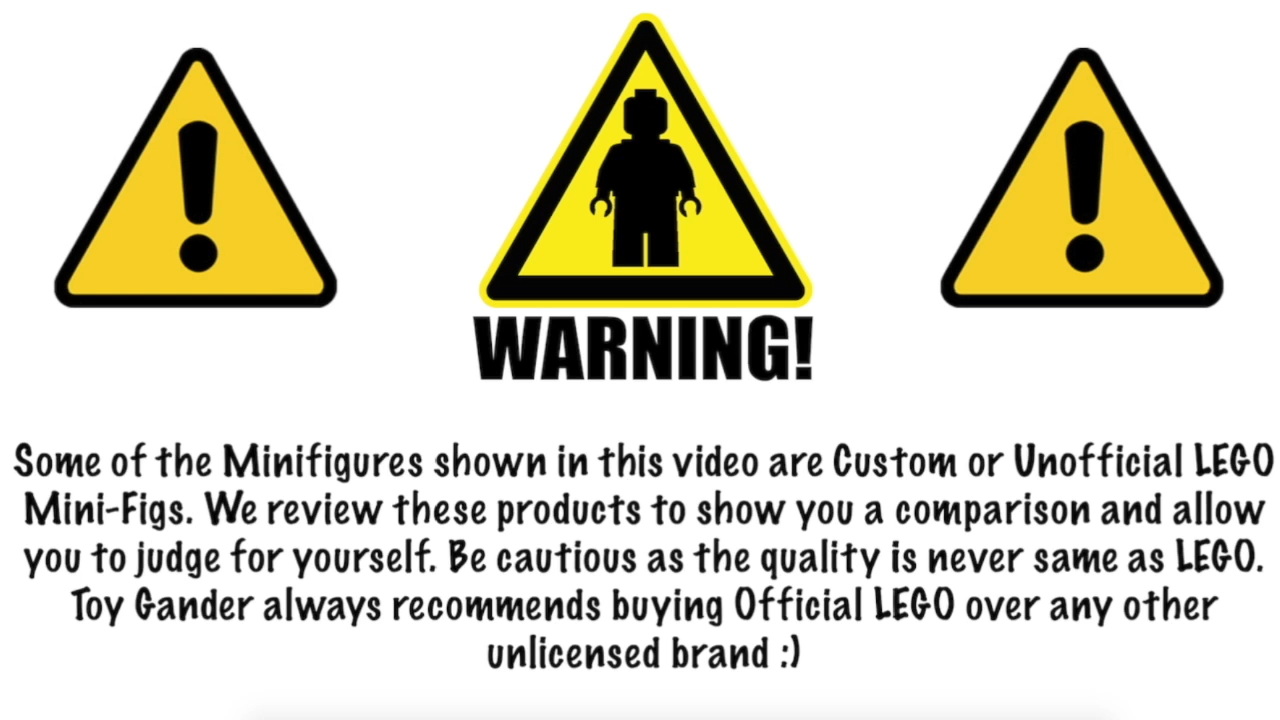 WARNING!
Some of the Minifigures shown in this video are Custom or Unofficial LEGO
Mini-Figs. We review these products to show you a comparison and allow
you to judge for yourself. Be cautious as the quality is never same as LEGO.
Toy Gander always recommends buying Official LEGO over any other
unlicensed brand :)